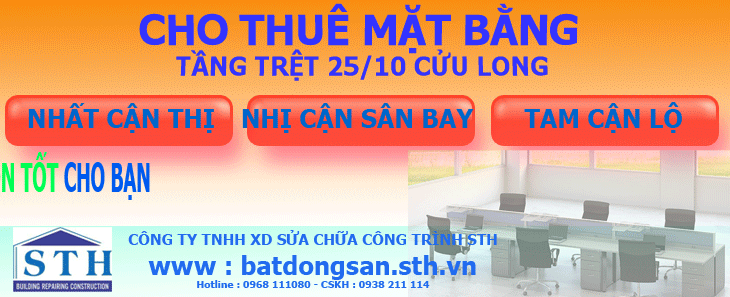 CHO THUÊ MẶT BẰNG
TẦNG TRỆT 25/10 CỬU LONG
NHẤT CẬN THỊ
NHỊ CẬN SÂN BAY
TAM CẬN LỘ
N TỐT CHO BẠN
CÔNG TY TNHH XD SỬA CHỮA CÔNG TRÌNH STH
www : batdongsan.sth.vn
Hotline : 0968 111080 - CSKH : 0938 211 114
STH
BUILDING REPAIRING CONSTRUCTION